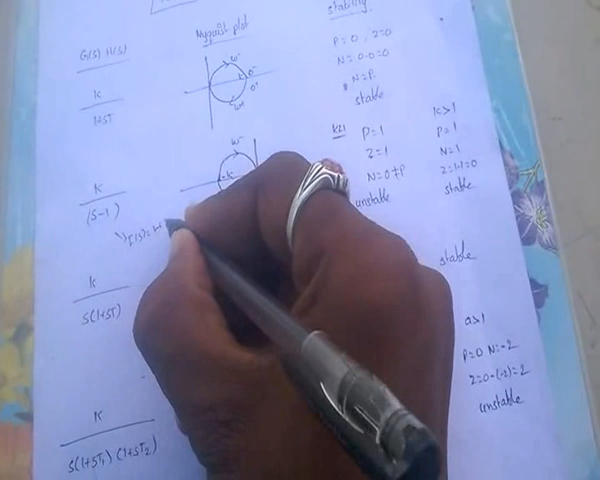 stability
Nyquist plot
G(s) H(s)
P=0, Z=0
N=0-0=0
N=P.
stable
K
1+ST
ω⁻
0⁻
0⁺
ω⁺
K<1
P=1
Z=1
N=0≠P
unstable
K>1
P=1
N=1
Z=1-1=0
stable
K
(S-1)
ω⁻
-K
F(s)=1+
K
S(1+ST)
stable
a>1
P=0 N=-2
Z=0-(-2)=2
unstable
K
S(1+ST₁) (1+ST₂)